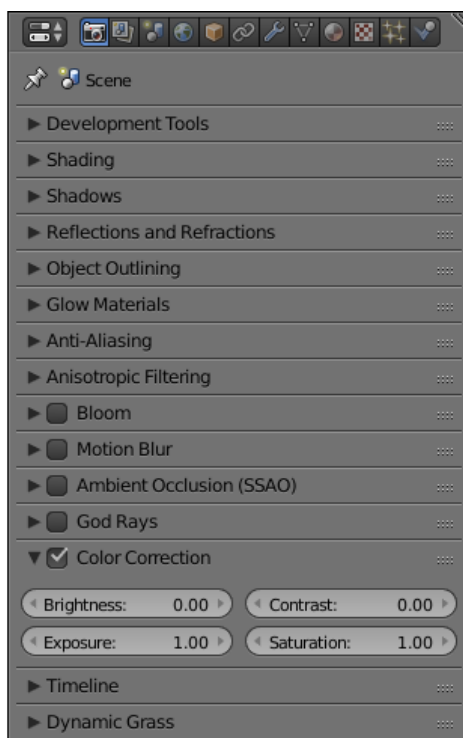 Scene
Development Tools
Shading
Shadows
Reflections and Refractions
Object Outlining
Glow Materials
Anti-Aliasing
Anisotropic Filtering
Bloom
Motion Blur
Ambient Occlusion (SSAO)
God Rays
Color Correction
Brightness: 0.00 Contrast: 0.00
Exposure: 1.00 Saturation: 1.00
Timeline
Dynamic Grass